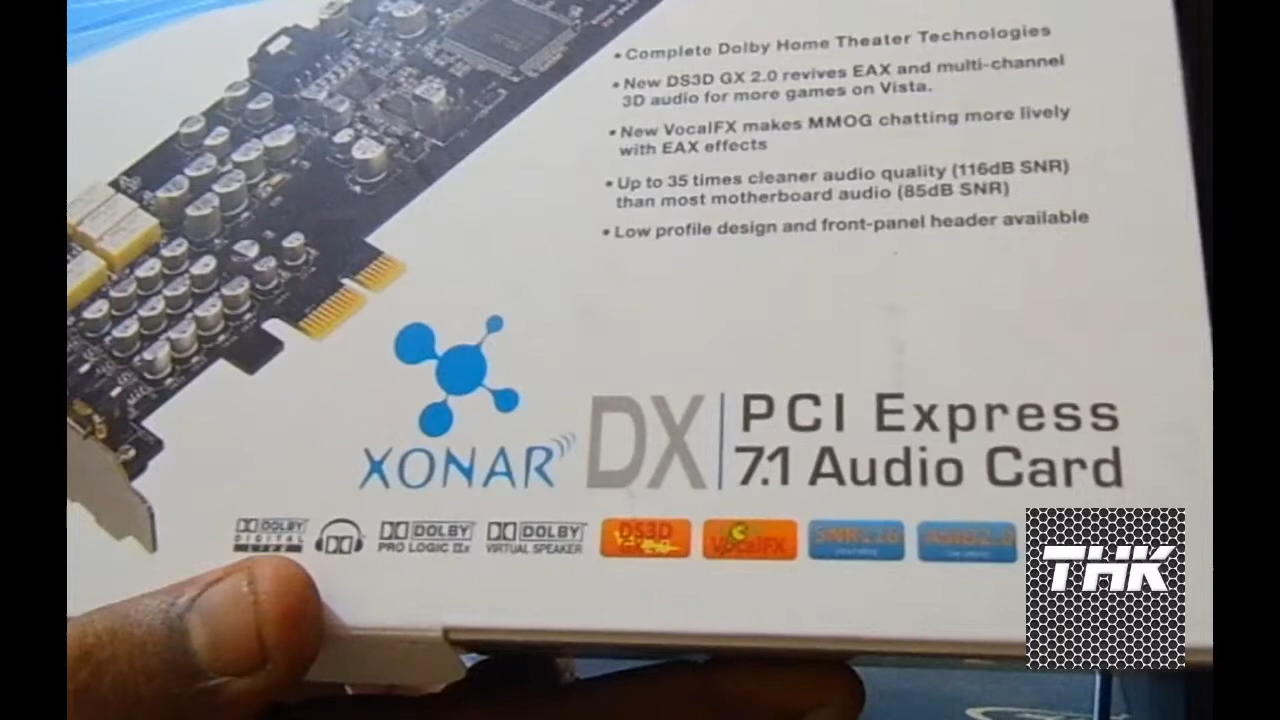 • Complete Dolby Home Theater Technologies
• New DS3D GX 2.0 revives EAX and multi-channel
3D audio for more games on Vista.
• New VocalFX makes MMOG chatting more lively
with EAX effects
• Up to 35 times cleaner audio quality (116dB SNR)
than most motherboard audio (85dB SNR)
• Low profile design and front-panel header available
XONAR DX PCI Express
7.1 Audio Card
DOLBY
DIGITAL
LIVE
DOLBY
PRO LOGIC IIx
DOLBY
VIRTUAL SPEAKER
DS3D
VocalFX
THK